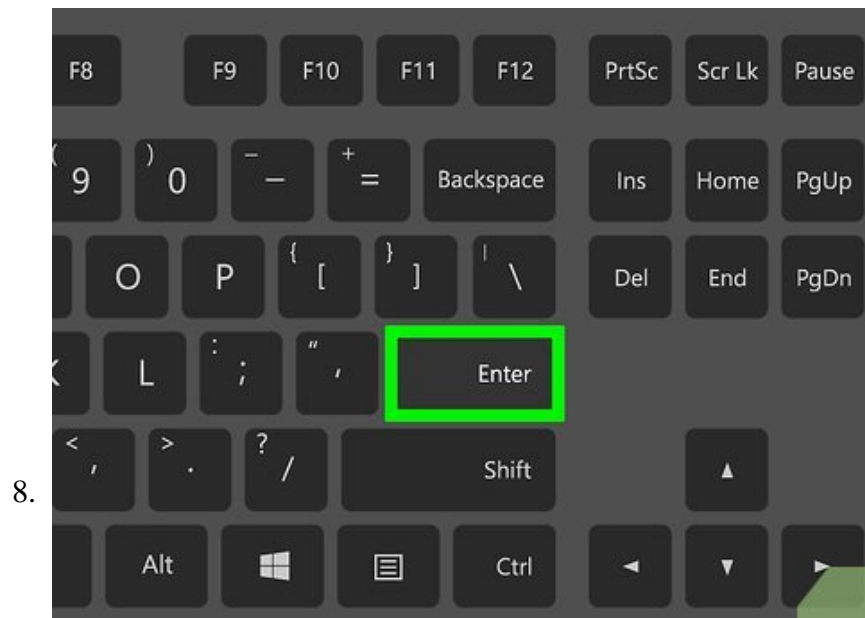 F8 F9 F10 F11 F12 PrtSc Scr Lk Pause
( 9 ) 0 _ - + = Backspace Ins Home PgUp
O P { [ } ] | \ Del End PgDn
L : ; " ' Enter
8. < , > . ? / Shift
Alt Ctrl